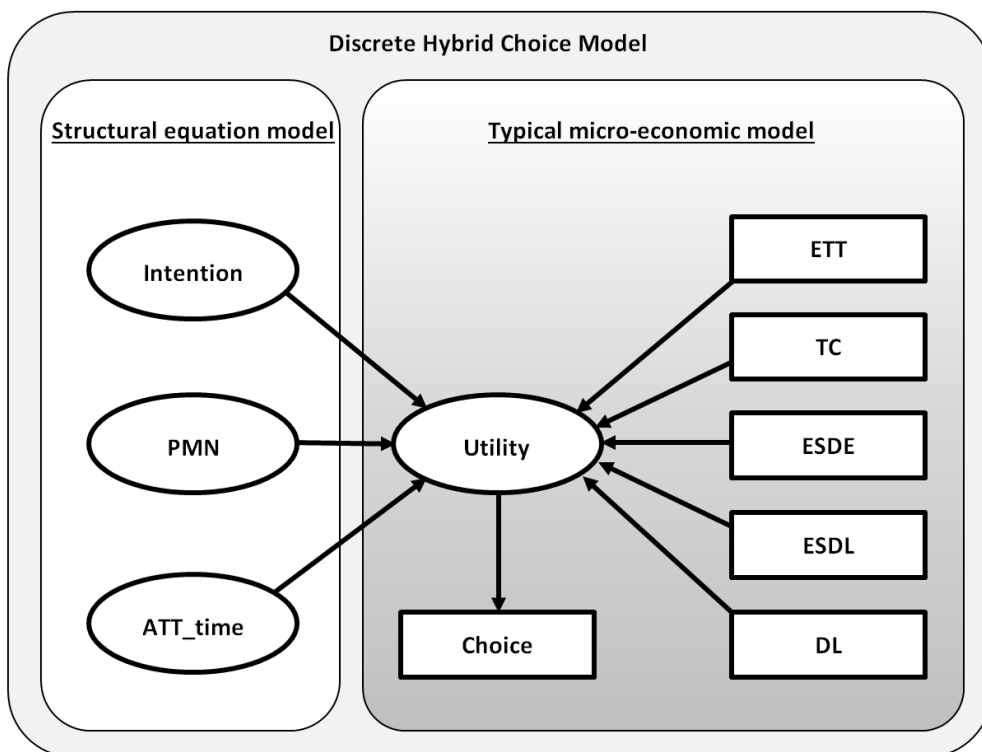 Discrete Hybrid Choice Model
Structural equation model
Typical micro-economic model
Intention
PMN
ATT_time
Utility
Choice
ETT
TC
ESDE
ESDL
DL